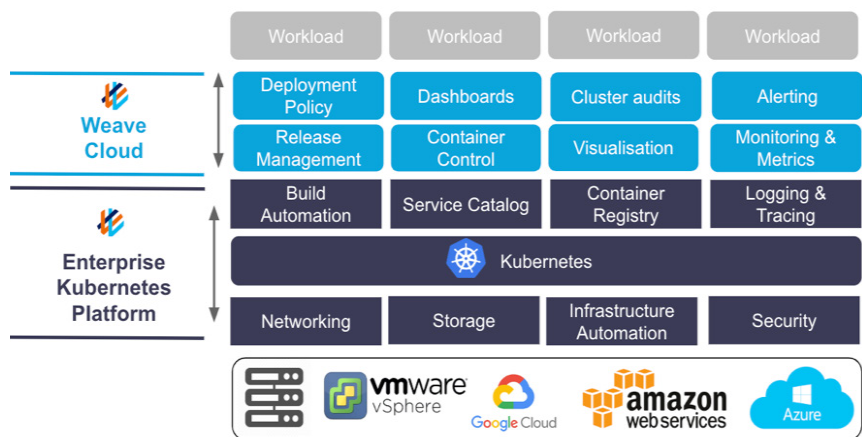 Workload Workload Workload Workload
Weave
Cloud
Deployment
Policy
Dashboards
Cluster audits
Alerting
Release
Management
Container
Control
Visualisation
Monitoring &
Metrics
Enterprise
Kubernetes
Platform
Build
Automation
Service Catalog
Container
Registry
Logging &
Tracing
Kubernetes
Networking
Storage
Infrastructure
Automation
Security
vmware
vSphere
Google Cloud
amazon
webservices
Azure